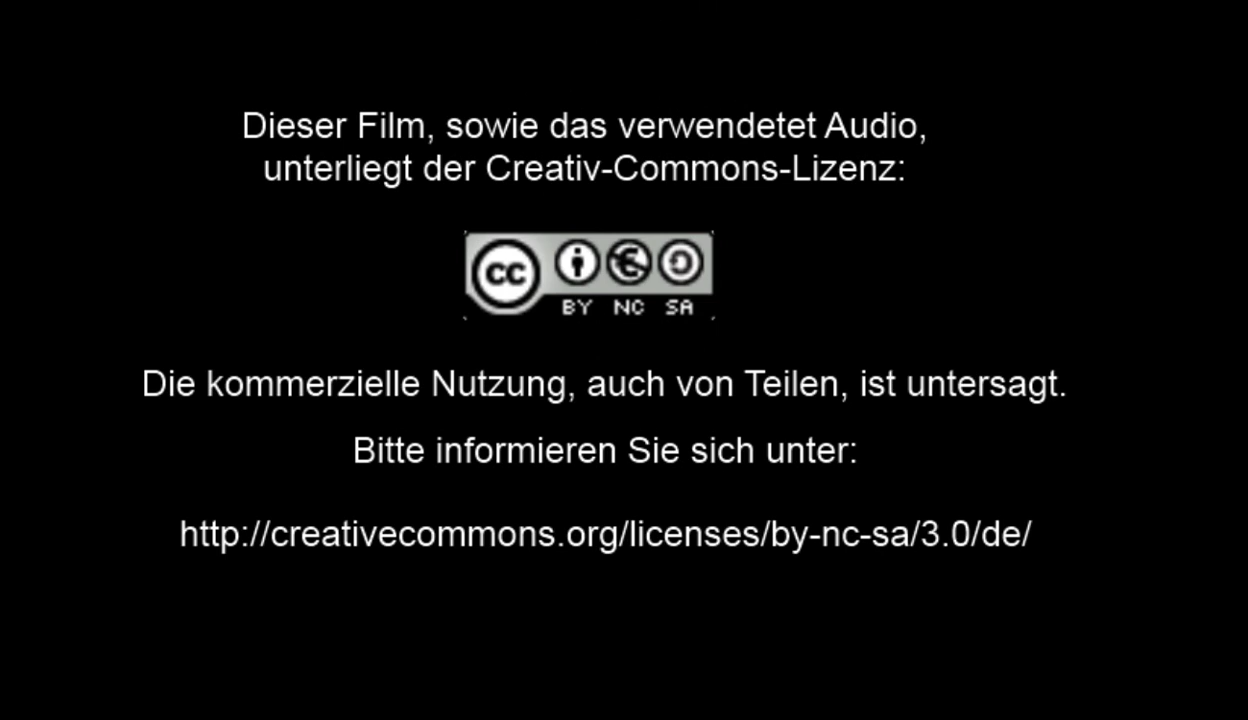 Dieser Film, sowie das verwendetet Audio,
unterliegt der Creativ-Commons-Lizenz:
cc
BY NC SA
Die kommerzielle Nutzung, auch von Teilen, ist untersagt.
Bitte informieren Sie sich unter:
http://creativecommons.org/licenses/by-nc-sa/3.0/de/